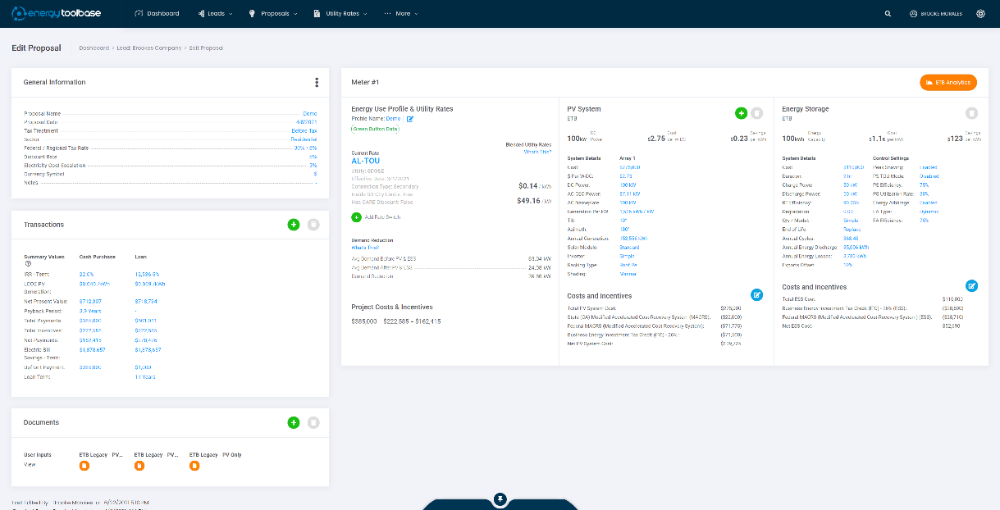 energy toolbase
Dashboard
Leads
Proposals
Utility Rates
More
BROOKE MORALES
Edit Proposal
Dashboard > Lead: Brookes Company > Edit Proposal
General Information
Proposal Name Demo
Proposal Date 4/8/2021
Tax Treatment Before Tax
Sector Residential
Federal / Regional Tax Rate 30% / 8%
Discount Rate 5%
Electricity Cost Escalation 3%
Currency Symbol $
Notes -
Transactions
Summary Values Cash Purchase Loan
IRR - Term: 22.0% 12,586.5%
LCOE PV Generation: $0.040 /kWh $0.069 /kWh
Net Present Value: $712,307 $718,734
Payback Period: 3.9 Years -
Total Payments $385,000 $501,011
Total Incentives: $222,585 $222,585
Net Payments: $162,415 $278,426
Electric Bill Savings - Term: $1,878,657 $1,878,657
Upfront Payment: $385,000 $1,000
Loan Term: 11 Years
Documents
User Inputs ETB Legacy - PV... ETB Legacy - PV... ETB Legacy - PV Only
View
Last Edited By: Brooke Morales at 6/22/2021 5:10 PM
Meter #1
ETB Analytics
Energy Use Profile & Utility Rates
Profile Name: Demo
Green Button Data
Blended Utility Rates
What's This?
Current Rate
AL-TOU
Utility: SDG&E
Effective Date: 3/1/2021
Connection Type: Secondary
Inside SD City Limits: True
Has CARE Discount: False
$0.14 / kWh
$49.16 / kW
Add Rate Switch
Demand Reduction
What's This?
Avg Demand Before PV & ESS 63.94 kW
Avg Demand After PV & ESS 24.08 kW
Demand Reduction 39.86 kW
Project Costs & Incentives
$385,000 $222,585 = $162,415
PV System
ETB
100kW DC Power
$2.75 Cost per W-DC
$0.23 Savings per kWh
System Details Array 1
Cost: $275,000
$ Per W-DC: $2.75
DC Power: 100 kW
AC CEC Power: 87.11 kW
AC Nameplate: 100 kW
Generation Per kW: 1,526 kWh / kW
Tilt: 10°
Azimuth: 180°
Annual Generation: 152,556 kWh
Solar Module: Standard
Inverter: Simple
Racking Type:
Shading: Minimal
Costs and Incentives
Total PV System Cost: $275,000
State (CA) Modified Accelerated Cost-Recovery System (MACRS): ($22,000)
Federal MACRS (Modified Accelerated Cost-Recovery System): ($71,775)
Business Energy Investment Tax Credit (ITC) - 26% : ($71,500)
Net PV System Cost: $109,725
Energy Storage
ETB
100kWh Energy Capacity
$1.1k Cost per kWh
$123 Savings per kWh
System Details Control Settings
Cost: $110,000 Peak Shaving: Enabled
Duration: 2 hr PS TOU Mode: Disabled
Charge Power 50 kW PS Efficiency: 75%
Discharge Power: 50 kW PS Utilization Rate: 30%
RT Efficiency: 90.25% Energy Arbitrage: Enabled
Degradation: 0.03 EA Type: Dynamic
Qty / Model: Simple EA Efficiency: 75%
End of Life: Replace
Annual Cycles: 368.48
Annual Energy Discharge: 35,006 kWh
Annual Energy Losses: 3,785 kWh
Exports Offset: 19%
Costs and Incentives
Total ESS Cost: $110,000
Business Energy Investment Tax Credit (ITC) - 26% (ESS): ($28,600)
Federal MACRS (Modified Accelerated Cost-Recovery System) (ESS): ($28,710)
Net ESS Cost: $52,690